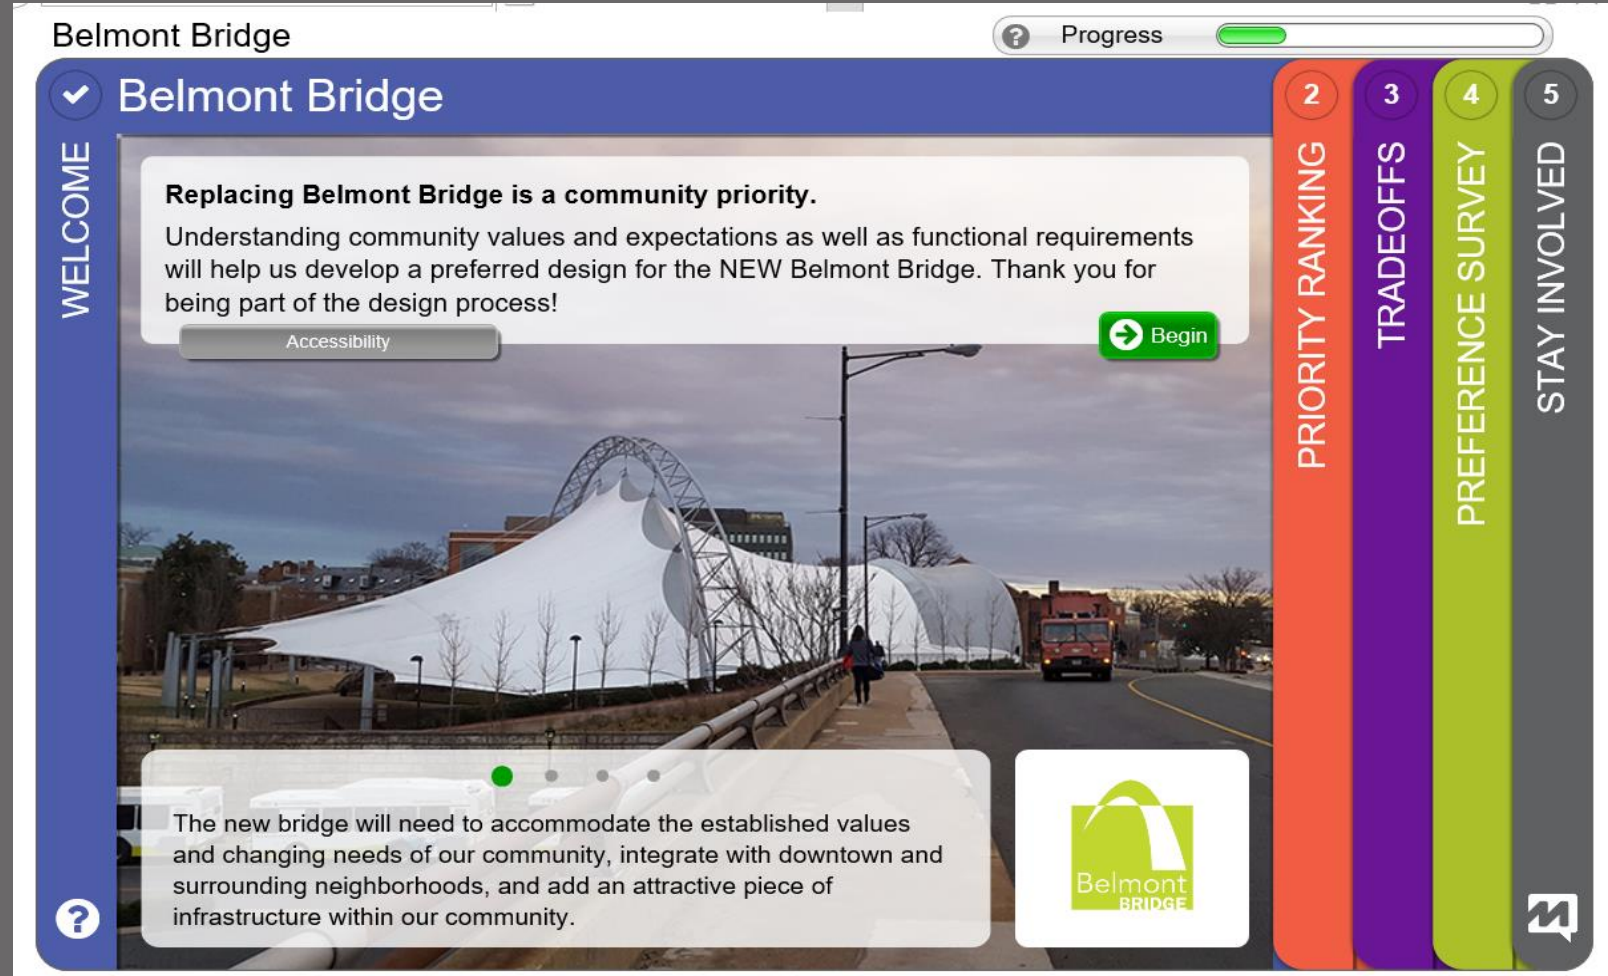 Belmont Bridge
Progress
Belmont Bridge
WELCOME
Replacing Belmont Bridge is a community priority.
Understanding community values and expectations as well as functional requirements
will help us develop a preferred design for the NEW Belmont Bridge. Thank you for
being part of the design process!
Accessibility
Begin
The new bridge will need to accommodate the established values
and changing needs of our community, integrate with downtown and
surrounding neighborhoods, and add an attractive piece of
infrastructure within our community.
Belmont
BRIDGE
2
PRIORITY RANKING
3
TRADEOFFS
4
PREFERENCE SURVEY
5
STAY INVOLVED